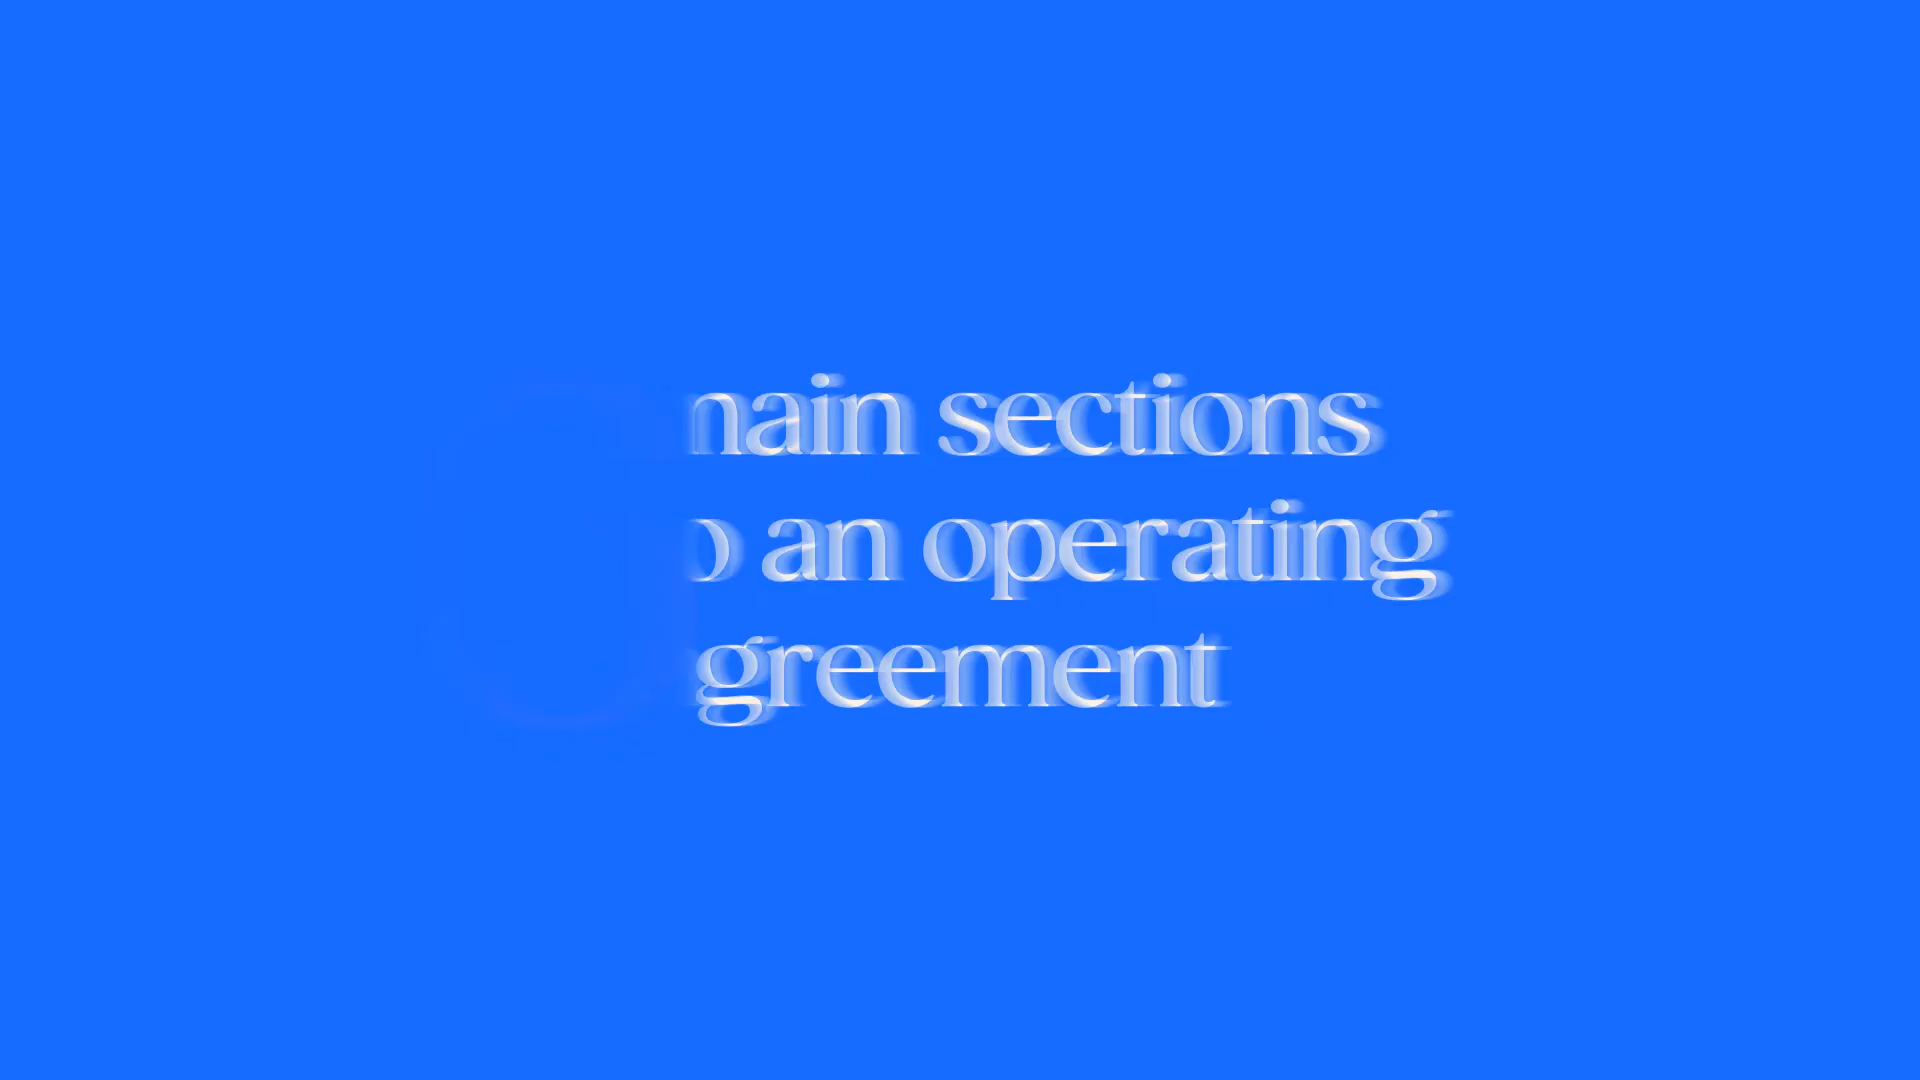 nain sections
o an operating
greement